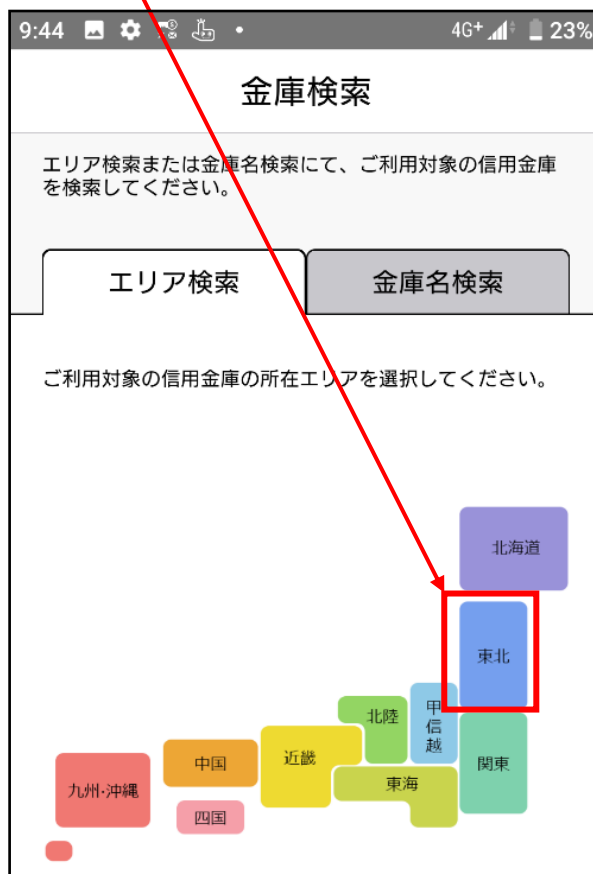 9:44
4G+
23%
金庫検索
エリア検索または金庫名検索にて、ご利用対象の信用金庫
を検索してください。
エリア検索
金庫名検索
ご利用対象の信用金庫の所在エリアを選択してください。
北海道
東北
北陸
甲信越
関東
近畿
中国
東海
九州・沖縄
四国